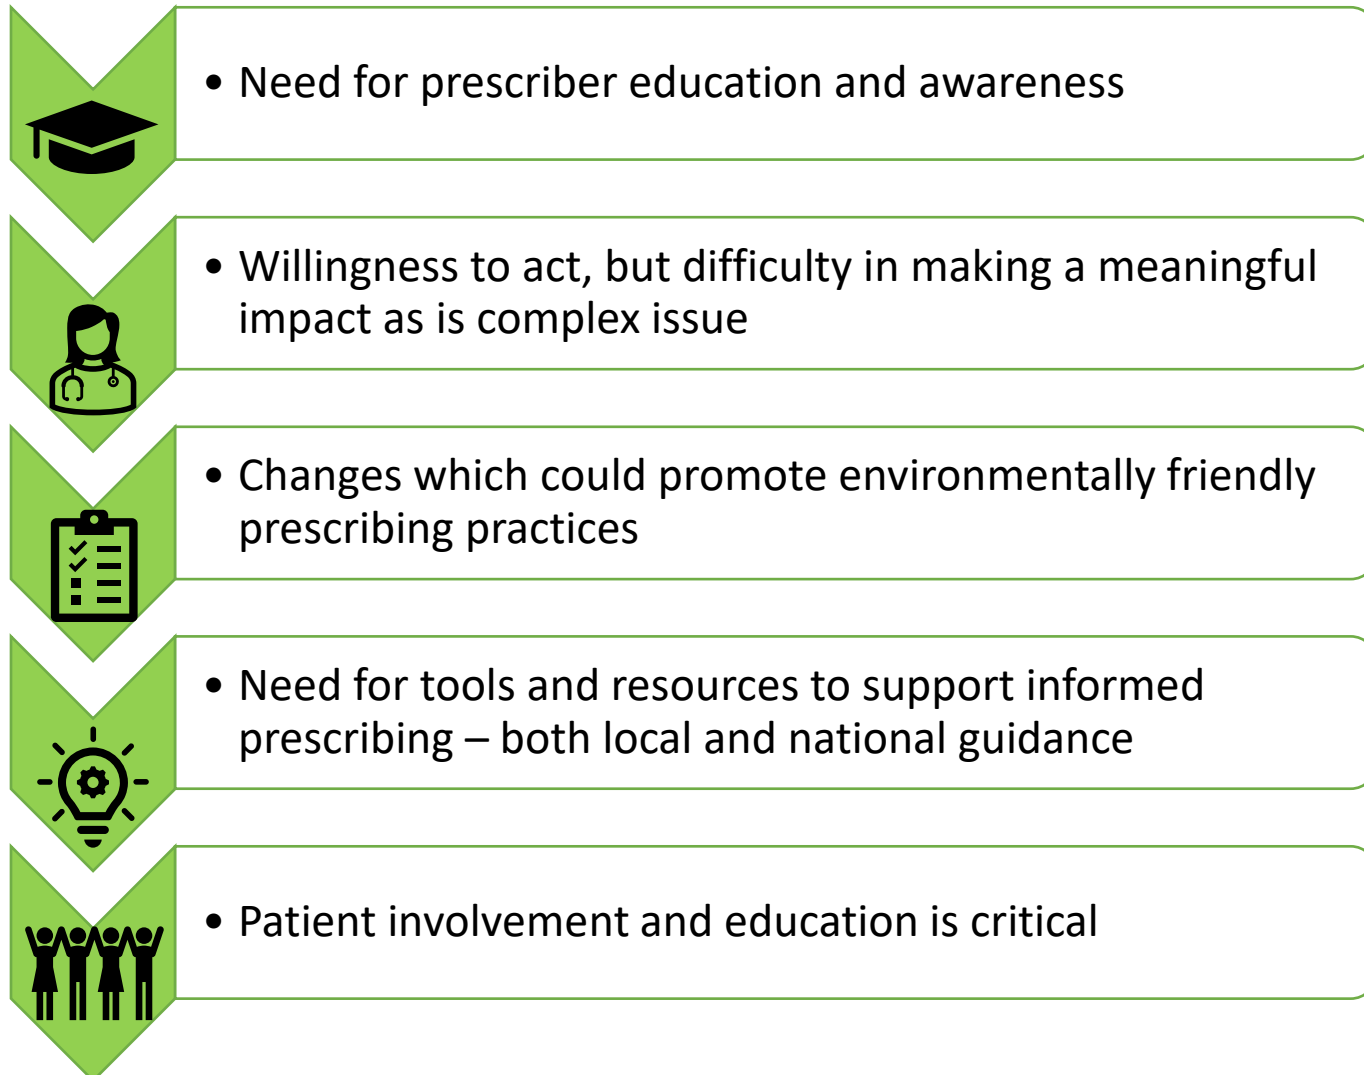 • Need for prescriber education and awareness
• Willingness to act, but difficulty in making a meaningful
impact as is complex issue
• Changes which could promote environmentally friendly
prescribing practices
• Need for tools and resources to support informed
prescribing – both local and national guidance
• Patient involvement and education is critical